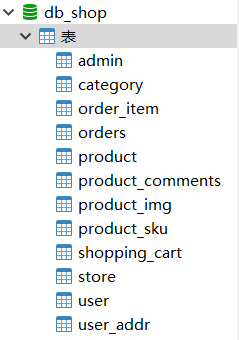 db_shop
表
admin
category
order_item
orders
product
product_comments
product_img
product_sku
shopping_cart
store
user
user_addr